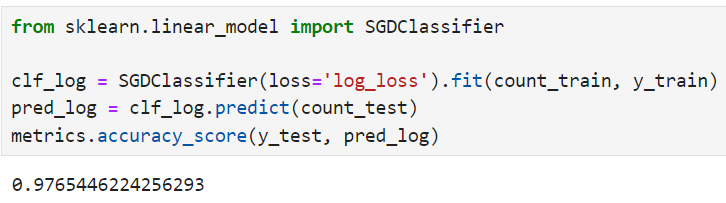 from sklearn.linear_model import SGDClassifier
clf_log = SGDClassifier(loss='log_loss').fit(count_train, y_train)
pred_log = clf_log.predict(count_test)
metrics.accuracy_score(y_test, pred_log)
0.9765446224256293